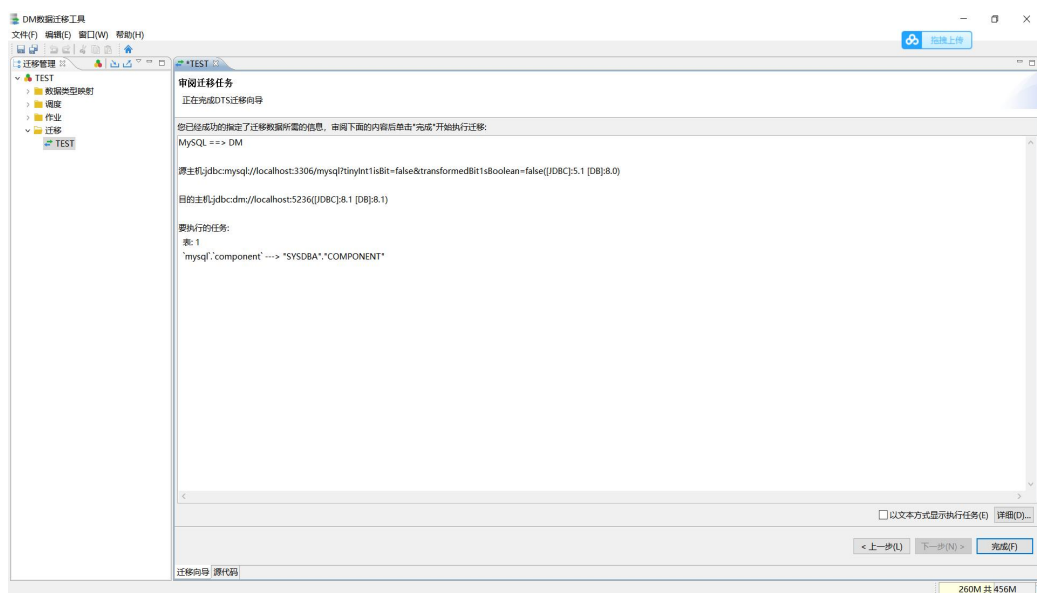 DM数据迁移工具
文件(F) 编辑(E) 窗口(W) 帮助(H)
拖拽上传
迁移管理
*TEST
TEST
数据类型映射
调度
作业
迁移
TEST
审阅迁移任务
正在完成DTS迁移向导
您已经成功的指定了迁移数据所需的信息，审阅下面的内容后单击"完成"开始执行迁移:
MySQL ==> DM
源主机:jdbc:mysql://localhost:3306/mysql?tinyInt1isBit=false&transformedBit1sBoolean=false([JDBC]:5.1 [DB]:8.0)
目的主机:jdbc:dm://localhost:5236([JDBC]:8.1 [DB]:8.1)
要执行的任务:
表: 1
`mysql`.`component` ---> "SYSDBA"."COMPONENT"
以文本方式显示执行任务(E) 详细(D)...
< 上一步(L) 下一步(N) > 完成(F)
迁移向导 源代码
260M 共 456M